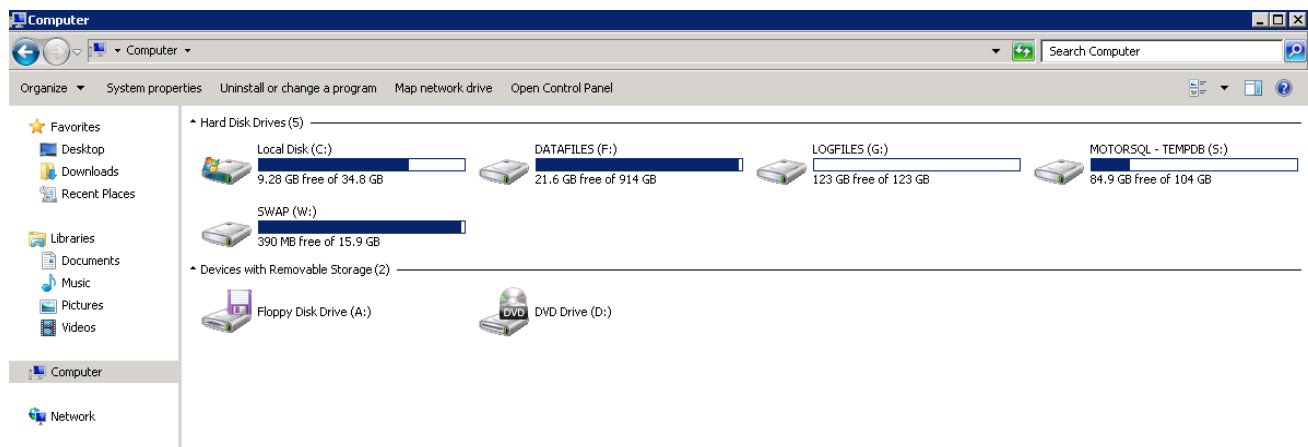 Computer
Computer
Search Computer
Organize System properties Uninstall or change a program Map network drive Open Control Panel
Favorites
Desktop
Downloads
Recent Places
Libraries
Documents
Music
Pictures
Videos
Computer
Network
Hard Disk Drives (5)
Local Disk (C:)
9.28 GB free of 34.8 GB
DATAFILES (F:)
21.6 GB free of 914 GB
LOGFILES (G:)
123 GB free of 123 GB
MOTORSQL - TEMPDB (S:)
84.9 GB free of 104 GB
SWAP (W:)
390 MB free of 15.9 GB
Devices with Removable Storage (2)
Floppy Disk Drive (A:)
DVD
DVD Drive (D:)